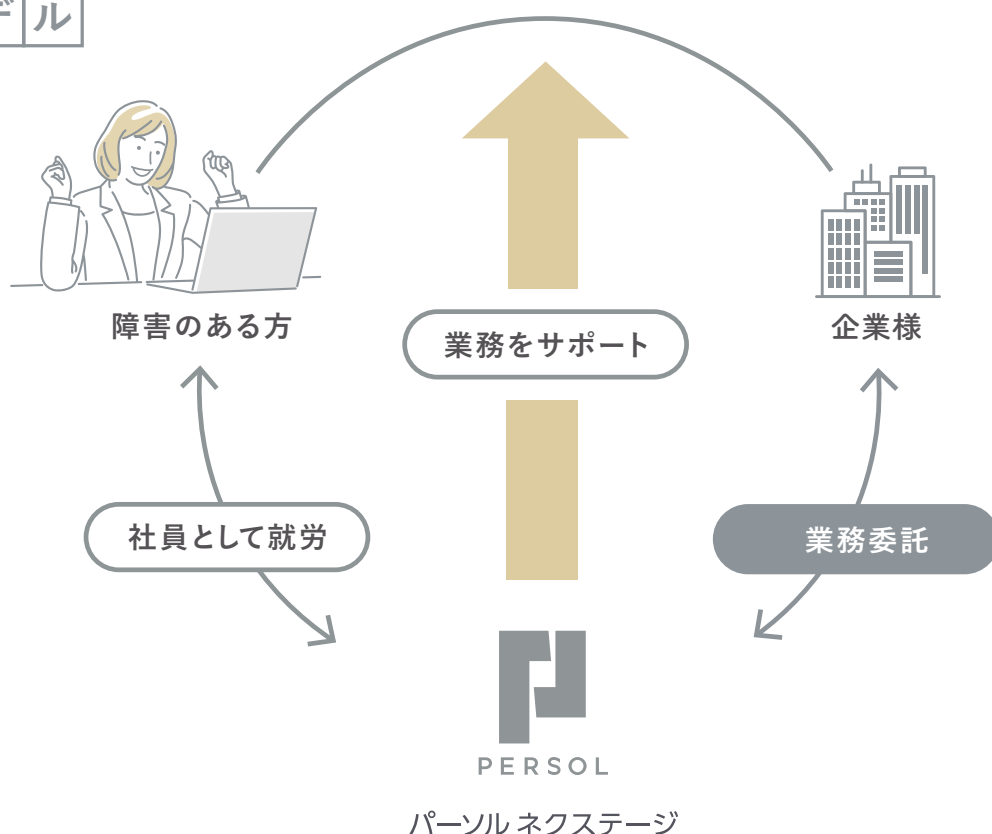 デル
障害のある方
業務をサポート
企業様
社員として就労
業務委託
PERSOL
パーソル ネクステージ